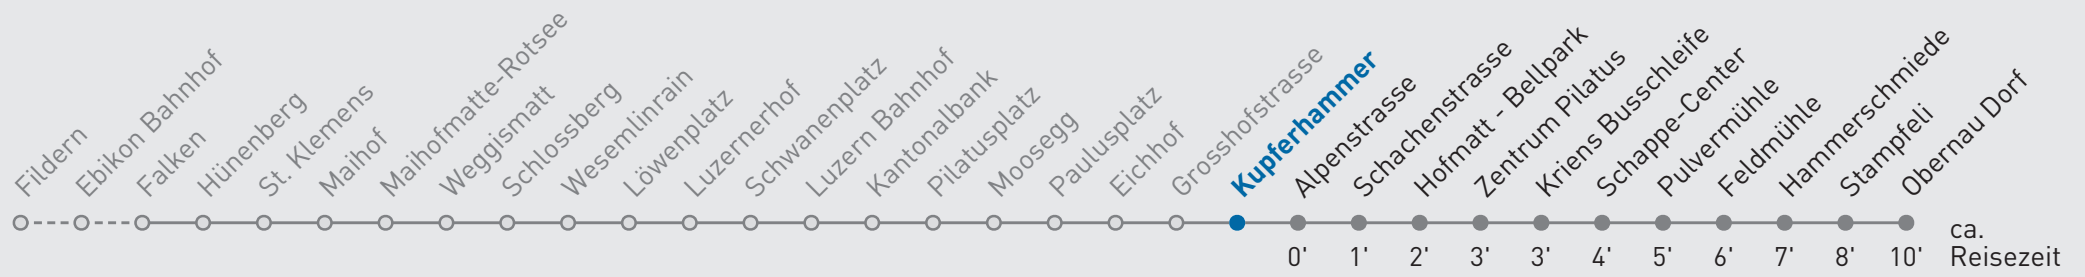 Fildern
Ebikon Bahnhof
Falken
Hünenberg
St. Klemens
Maihof
Maihofmatte-Rotsee
Weggismatt
Schlossberg
Wesemlinrain
Löwenplatz
Luzernerhof
Schwanenplatz
Luzern Bahnhof
Kantonalbank
Pilatusplatz
Moosegg
Paulusplatz
Eichhof
Grosshofstrasse
Kupferhammer
Alpenstrasse
Schachenstrasse
Hofmatt - Bellpark
Zentrum Pilatus
Kriens Busschleife
Schappe-Center
Pulvermühle
Feldmühle
Hammerschmiede
Stampfeli
Obernau Dorf
0' 1' 2' 3' 3' 4' 5' 6' 7' 8' 10'
ca.
Reisezeit